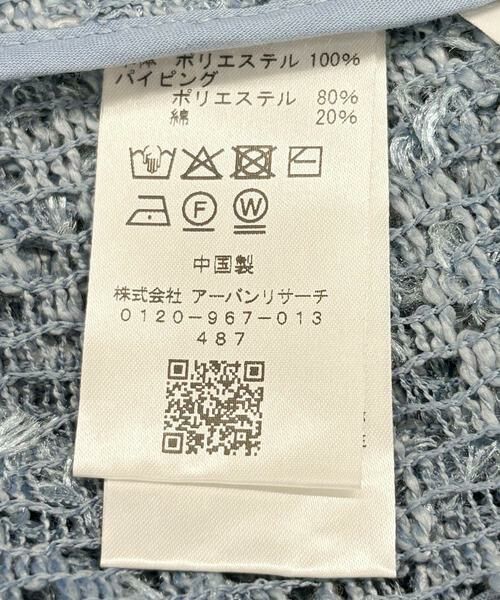 ポリエステル 100%
パイピング
ポリエステル 80%
綿 20%
F
W
中国製
株式会社 アーバンリサーチ
0120-967-013
487